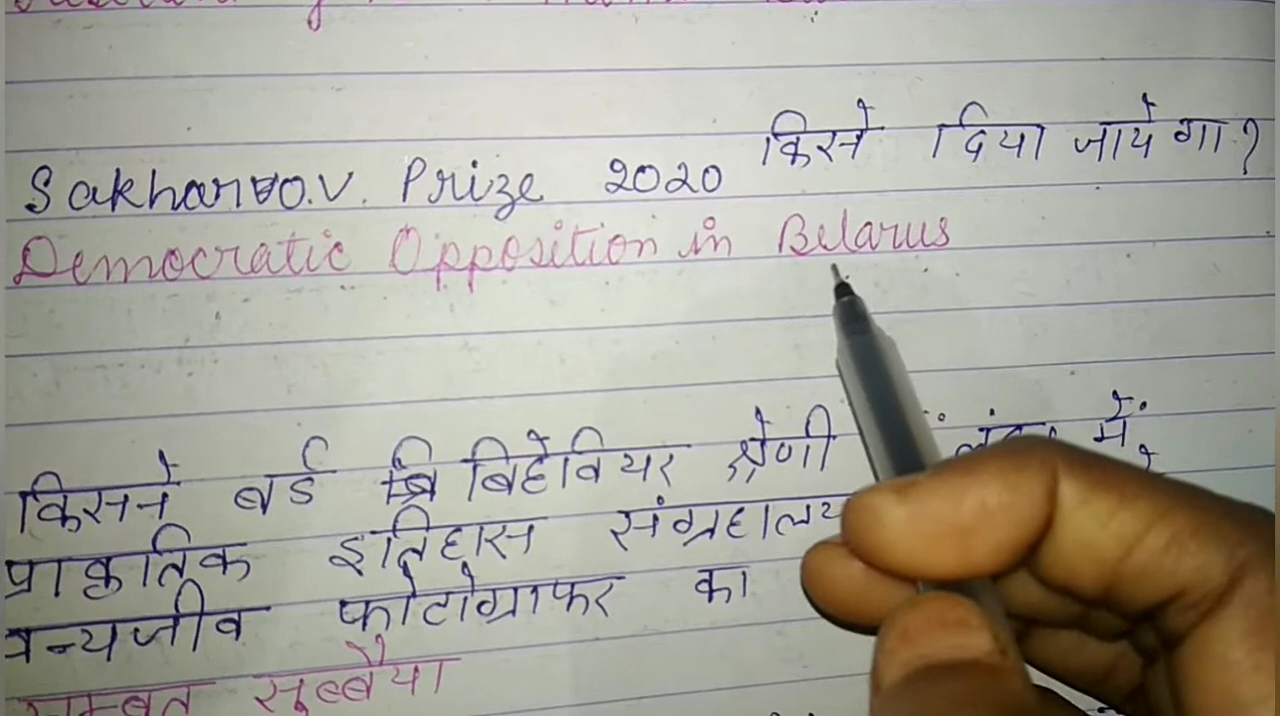 Sakharov. Prize 2020 किसे दिया जायेगा?
Democratic Opposition in Belarus
किसने बर्ड बिहेवियर श्रेणी में
प्राकृतिक इतिहास संग्रहालय
वन्यजीव फोटोग्राफर का
सुब्बैया